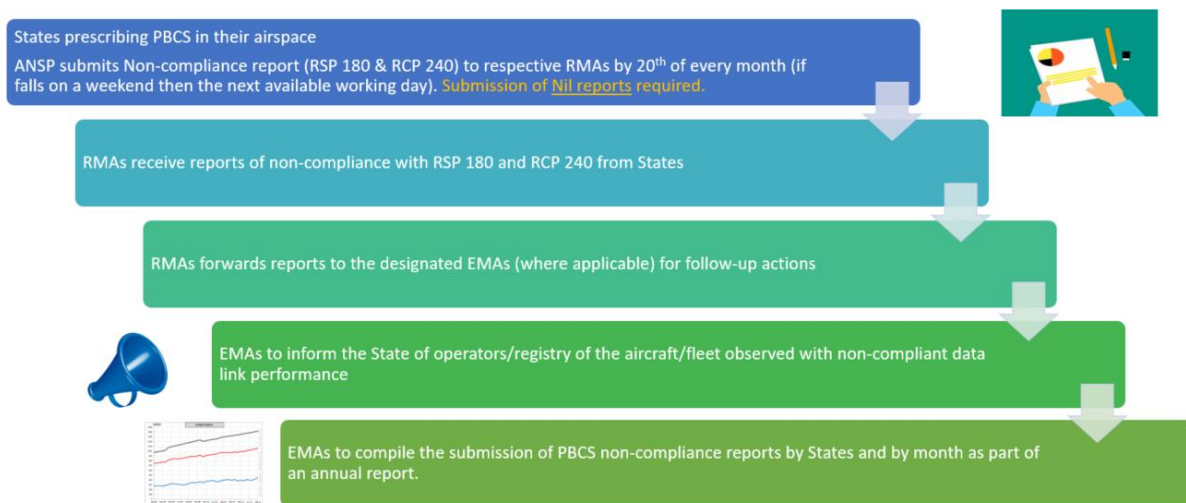 States prescribing PBCS in their airspace
ANSP submits Non-compliance report (RSP 180 & RCP 240) to respective RMAs by 20th of every month (if
falls on a weekend then the next available working day). Submission of Nil reports required.
RMAs receive reports of non-compliance with RSP 180 and RCP 240 from States
RMAs forwards reports to the designated EMAs (where applicable) for follow-up actions
EMAs to inform the State of operators/registry of the aircraft/fleet observed with non-compliant data
link performance
EMAs to compile the submission of PBCS non-compliance reports by States and by month as part of
an annual report.